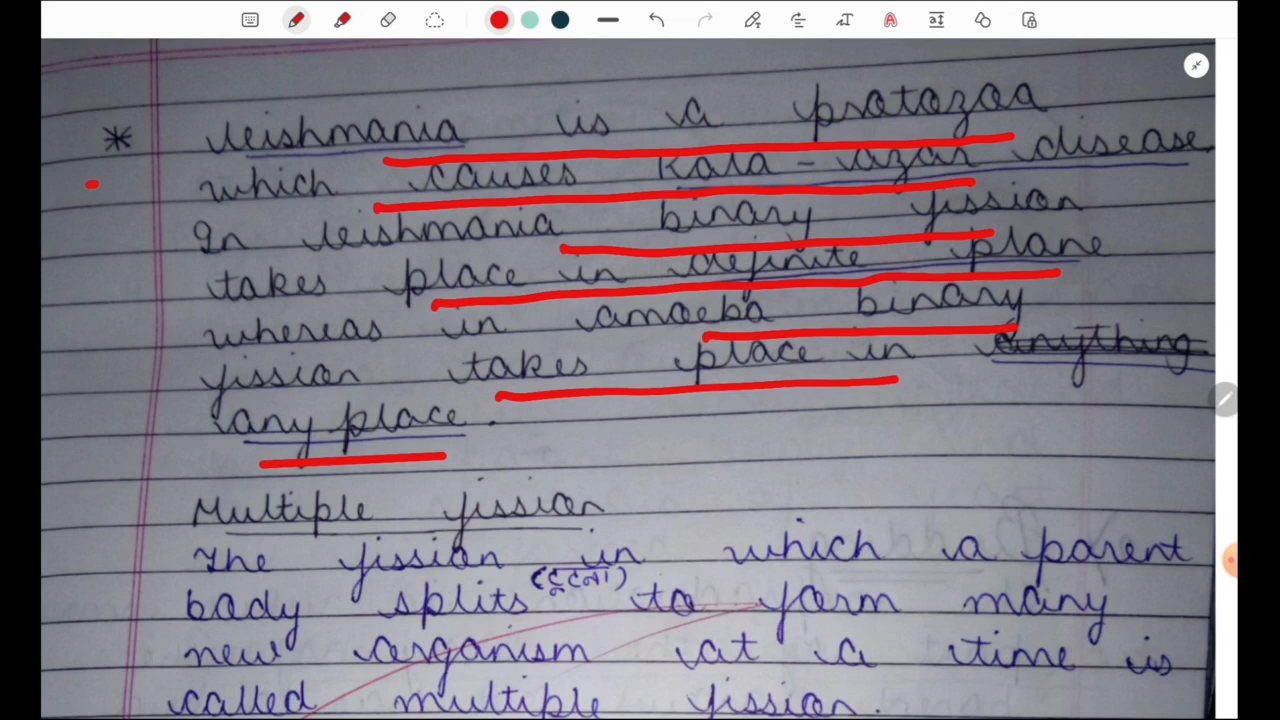 * Leishmania is a protozoa
which causes Kala-azar disease.
In leishmania binary fission
takes place in definite plane
whereas in amoeba binary
fission takes place in anything
any place.
Multiple fission
The fission in which a parent
body splits (टूटना) to form many
new organism at a time is
called multiple fission.